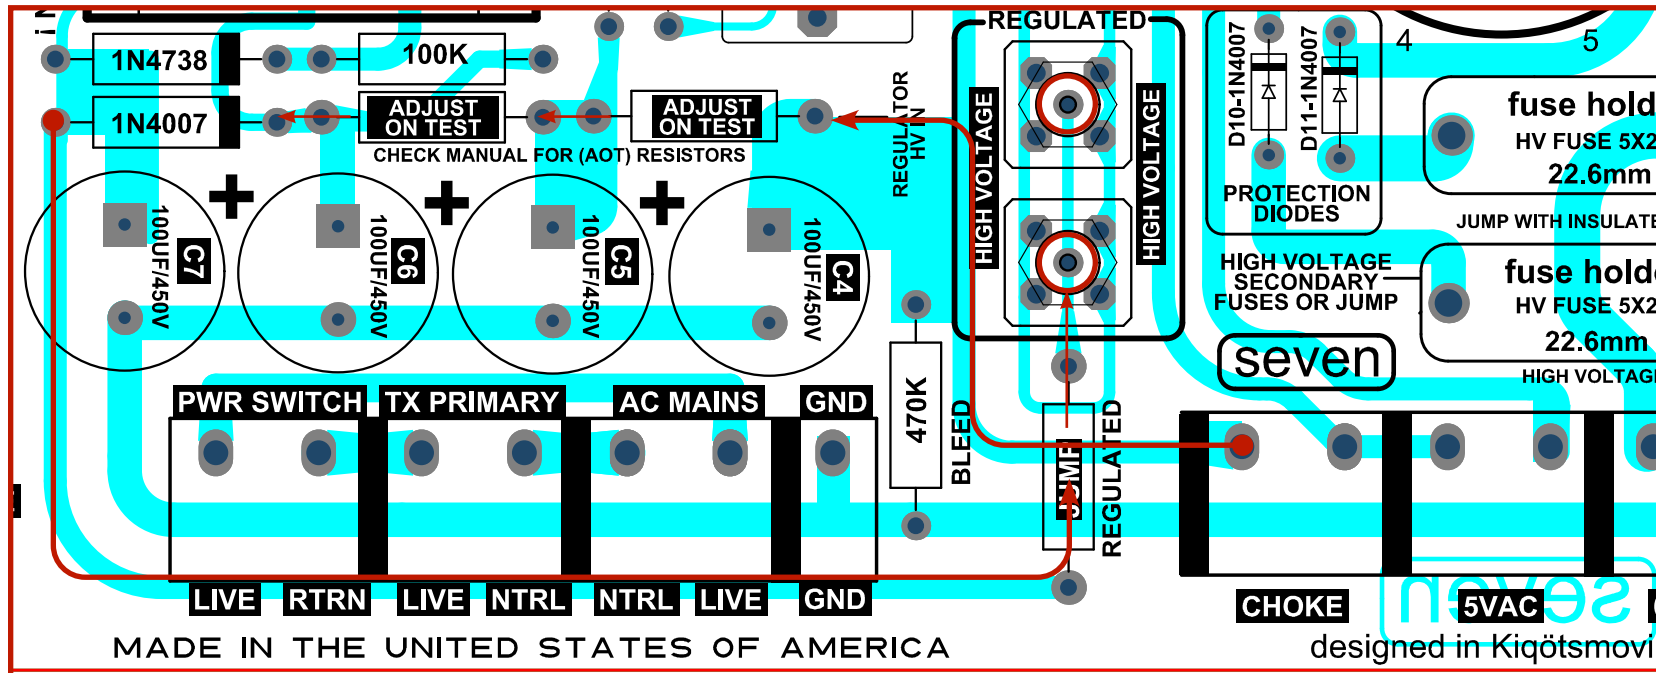 REGULATED
1N4738
100K
1N4007
ADJUST
ON TEST
ADJUST
ON TEST
CHECK MANUAL FOR (AOT) RESISTORS
REGULATOR
HV IN
HIGH VOLTAGE
HIGH VOLTAGE
D10-1N4007
D11-1N4007
PROTECTION
DIODES
4
5
fuse hold
HV FUSE 5X2
22.6mm
JUMP WITH INSULATE
HIGH VOLTAGE
SECONDARY
FUSES OR JUMP
fuse hold
HV FUSE 5X2
22.6mm
HIGH VOLTAG
seven
+
+
+
100UF/450V
C7
100UF/450V
C6
100UF/450V
C5
100UF/450V
C4
PWR SWITCH
TX PRIMARY
AC MAINS
GND
470K
BLEED
JUMP
REGULATED
LIVE
RTRN
LIVE
NTRL
NTRL
LIVE
GND
CHOKE
5VAC
seven
MADE IN THE UNITED STATES OF AMERICA
designed in Kiqötsmovi